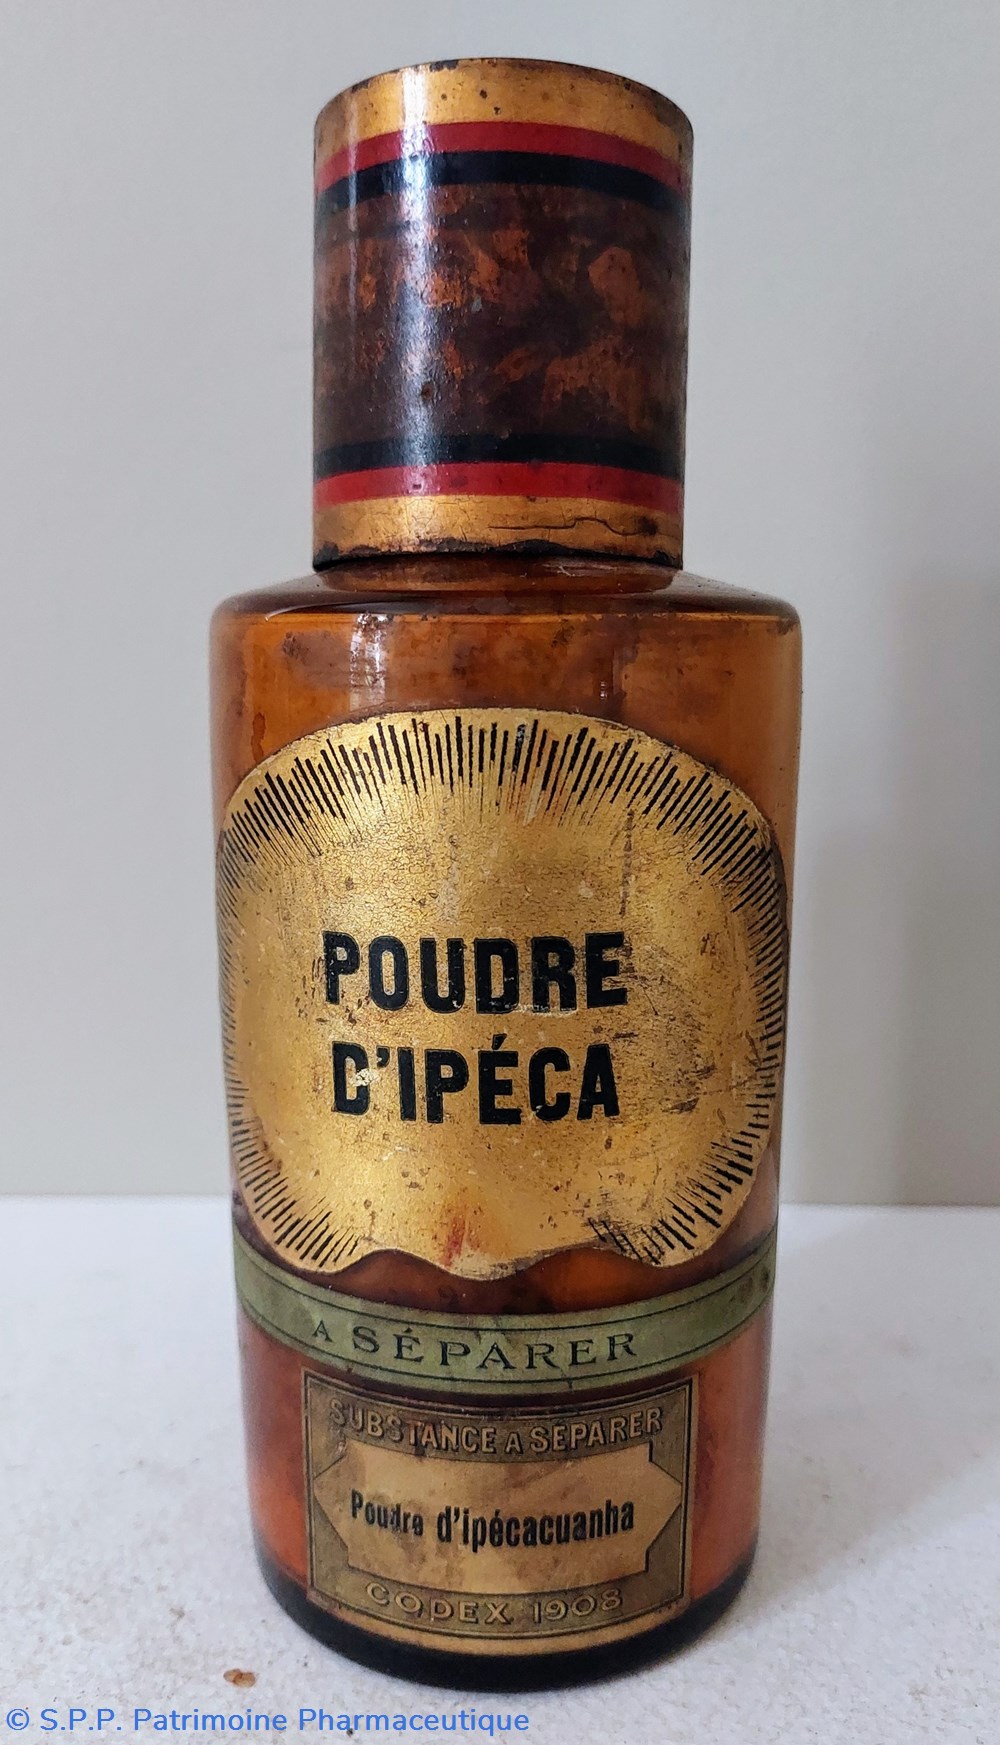 POUDRE
D'IPÉCA
A SÉPARER
SUBSTANCE A SÉPARER
Poudre d'ipécacuanha
CODEX 1908
© S.P.P. Patrimoine Pharmaceutique